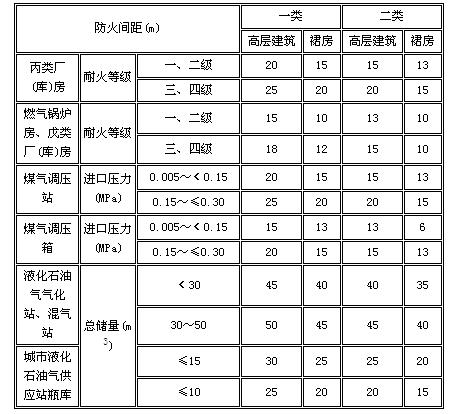 防火间距(m) 一类 二类
高层建筑 裙房 高层建筑 裙房
丙类厂(库)房 耐火等级 一、二级 20 15 15 13
三、四级 25 20 20 15
燃气锅炉房、戊类厂(库)房 耐火等级 一、二级 15 10 13 10
三、四级 18 12 15 10
煤气调压站 进口压力(MPa) 0.005～<0.15 20 15 15 13
0.15～≤0.30 25 20 20 15
煤气调压箱 进口压力(MPa) 0.005～<0.15 15 13 13 6
0.15～≤0.30 20 15 15 13
液化石油气气化站、混气站 总储量(m3) <30 45 40 40 35
30～50 50 45 45 40
城市液化石油气供应站瓶库 ≤15 30 25 25 20
≤10 25 20 20 15